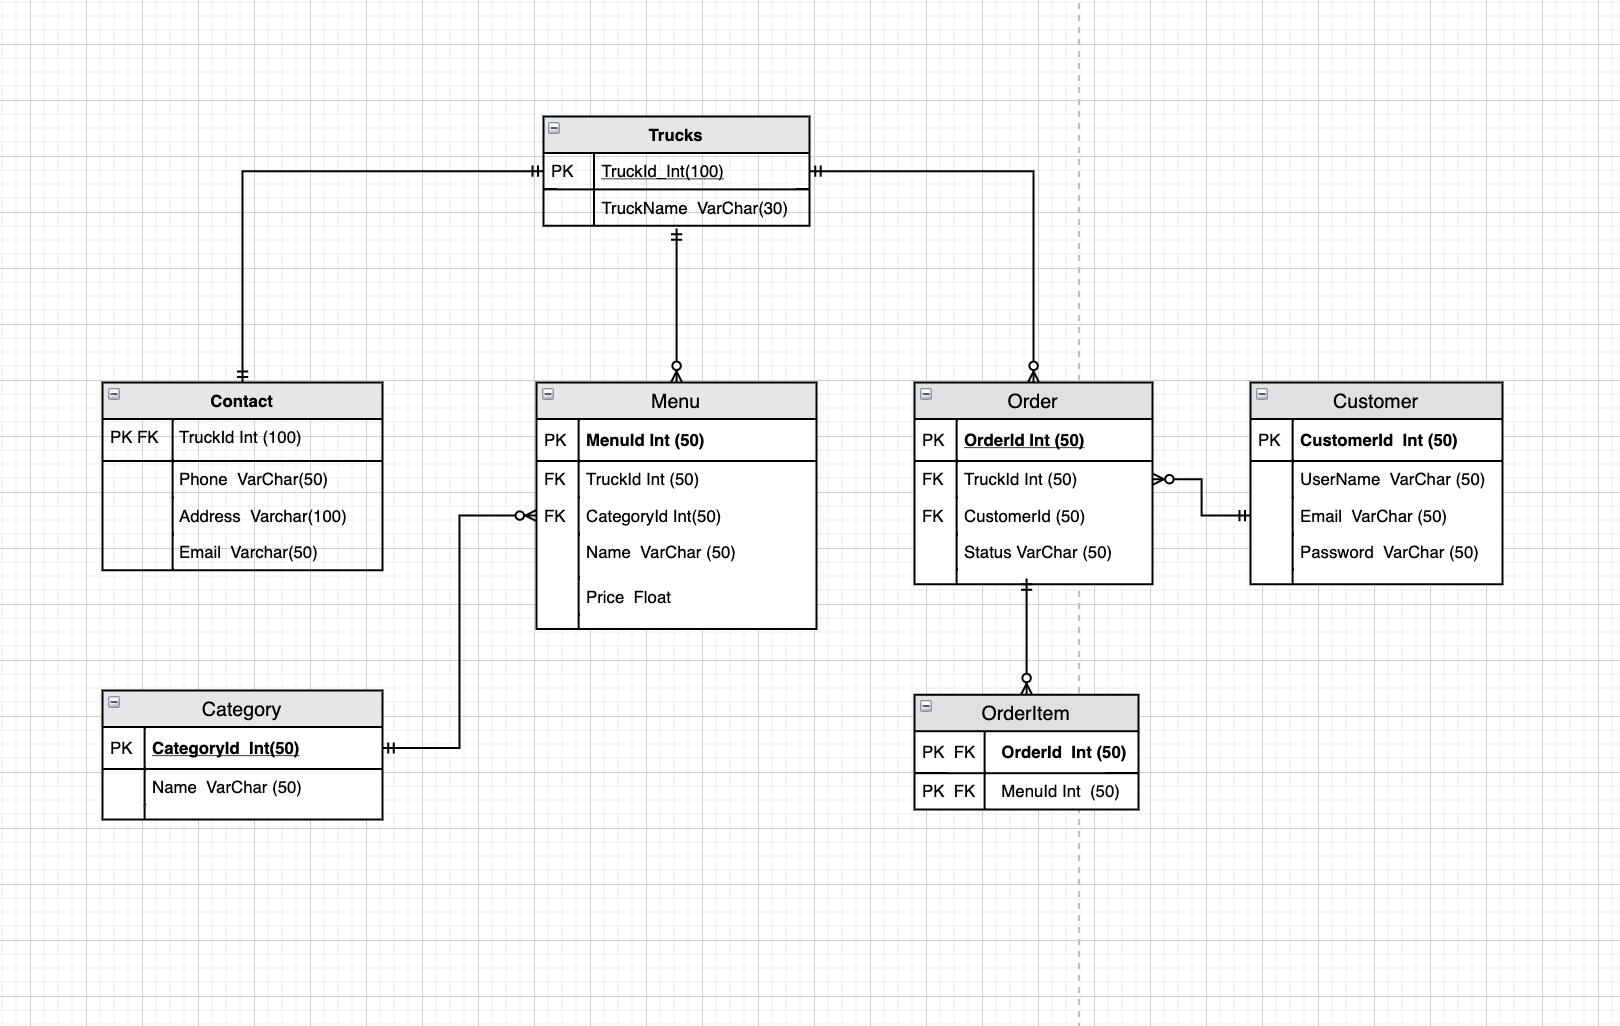 Trucks
PK TruckId_Int(100)
TruckName VarChar(30)
Contact
PK FK TruckId Int (100)
Phone VarChar(50)
Address Varchar(100)
Email Varchar(50)
Menu
PK MenuId Int (50)
FK TruckId Int (50)
FK CategoryId Int(50)
Name VarChar (50)
Price Float
Order
PK OrderId Int (50)
FK TruckId Int (50)
FK CustomerId (50)
Status VarChar (50)
Customer
PK CustomerId Int (50)
UserName VarChar (50)
Email VarChar (50)
Password VarChar (50)
Category
PK CategoryId Int(50)
Name VarChar (50)
OrderItem
PK FK OrderId Int (50)
PK FK MenuId Int (50)